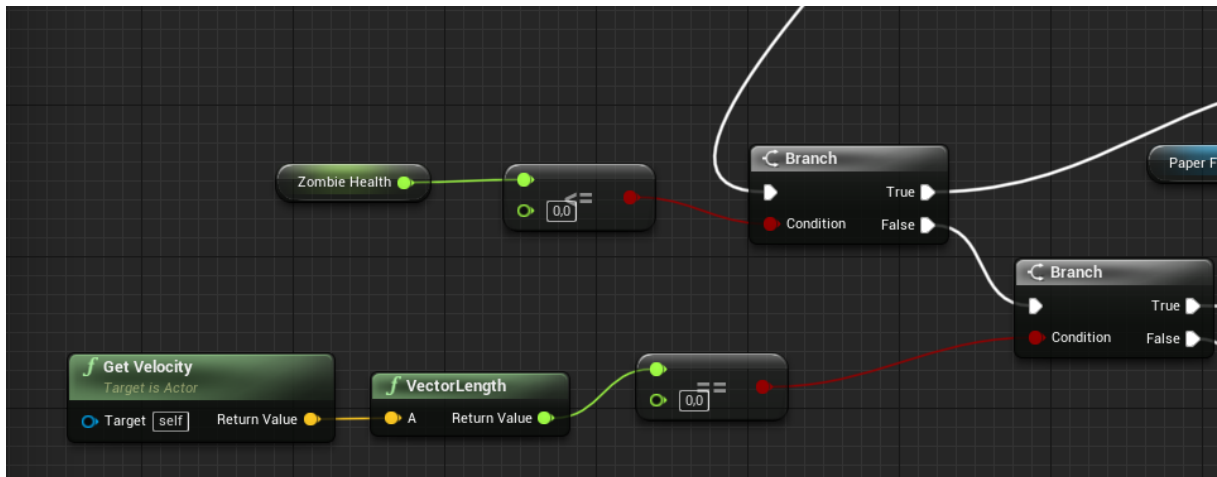 Branch
Paper F
Zombie Health
<=
True
0,0
Condition
False
Branch
True
Condition
False
f Get Velocity
Target is Actor
f VectorLength
==
0,0
Target self
Return Value
A
Return Value